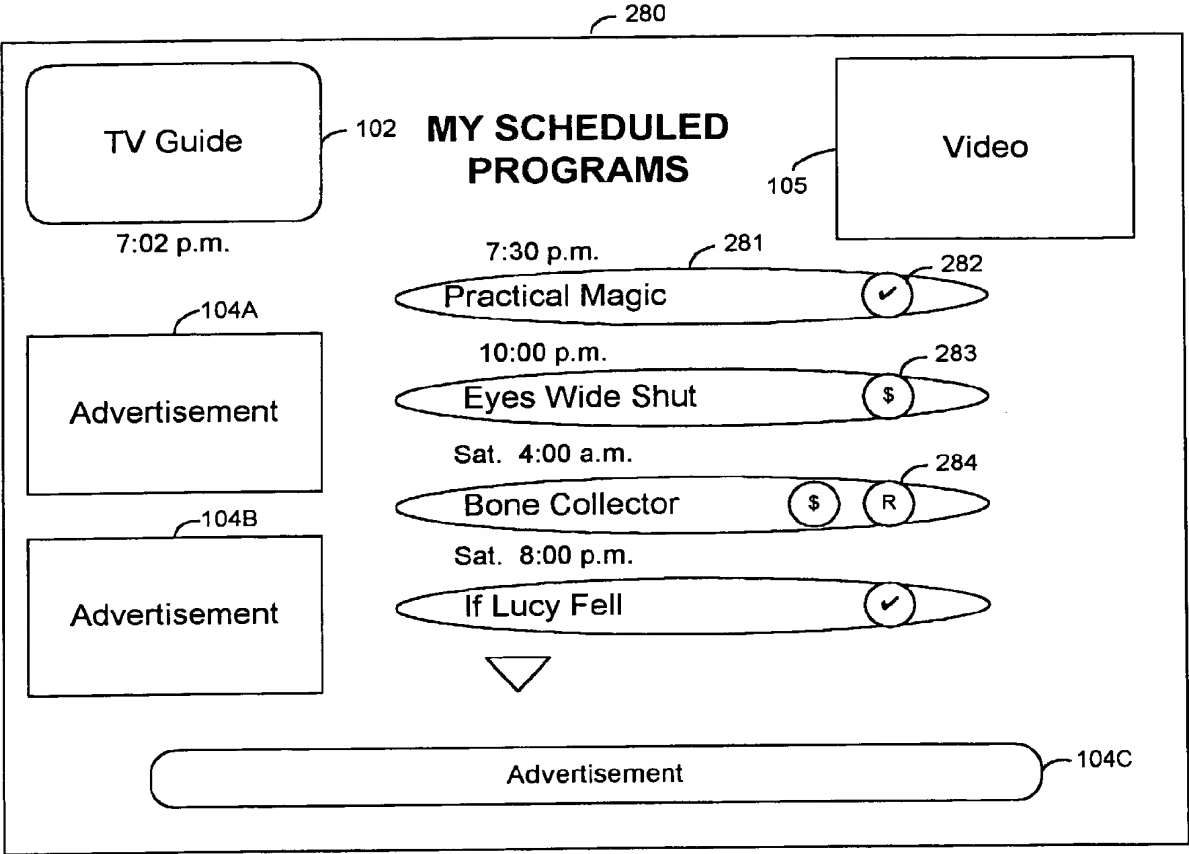 280
TV Guide
102
MY SCHEDULED
PROGRAMS
Video
105
7:02 p.m.
7:30 p.m.
281
Practical Magic
✔
282
104A
Advertisement
10:00 p.m.
283
Eyes Wide Shut
$
Sat. 4:00 a.m.
284
Bone Collector
$
R
104B
Advertisement
Sat. 8:00 p.m.
If Lucy Fell
✔
Advertisement
104C